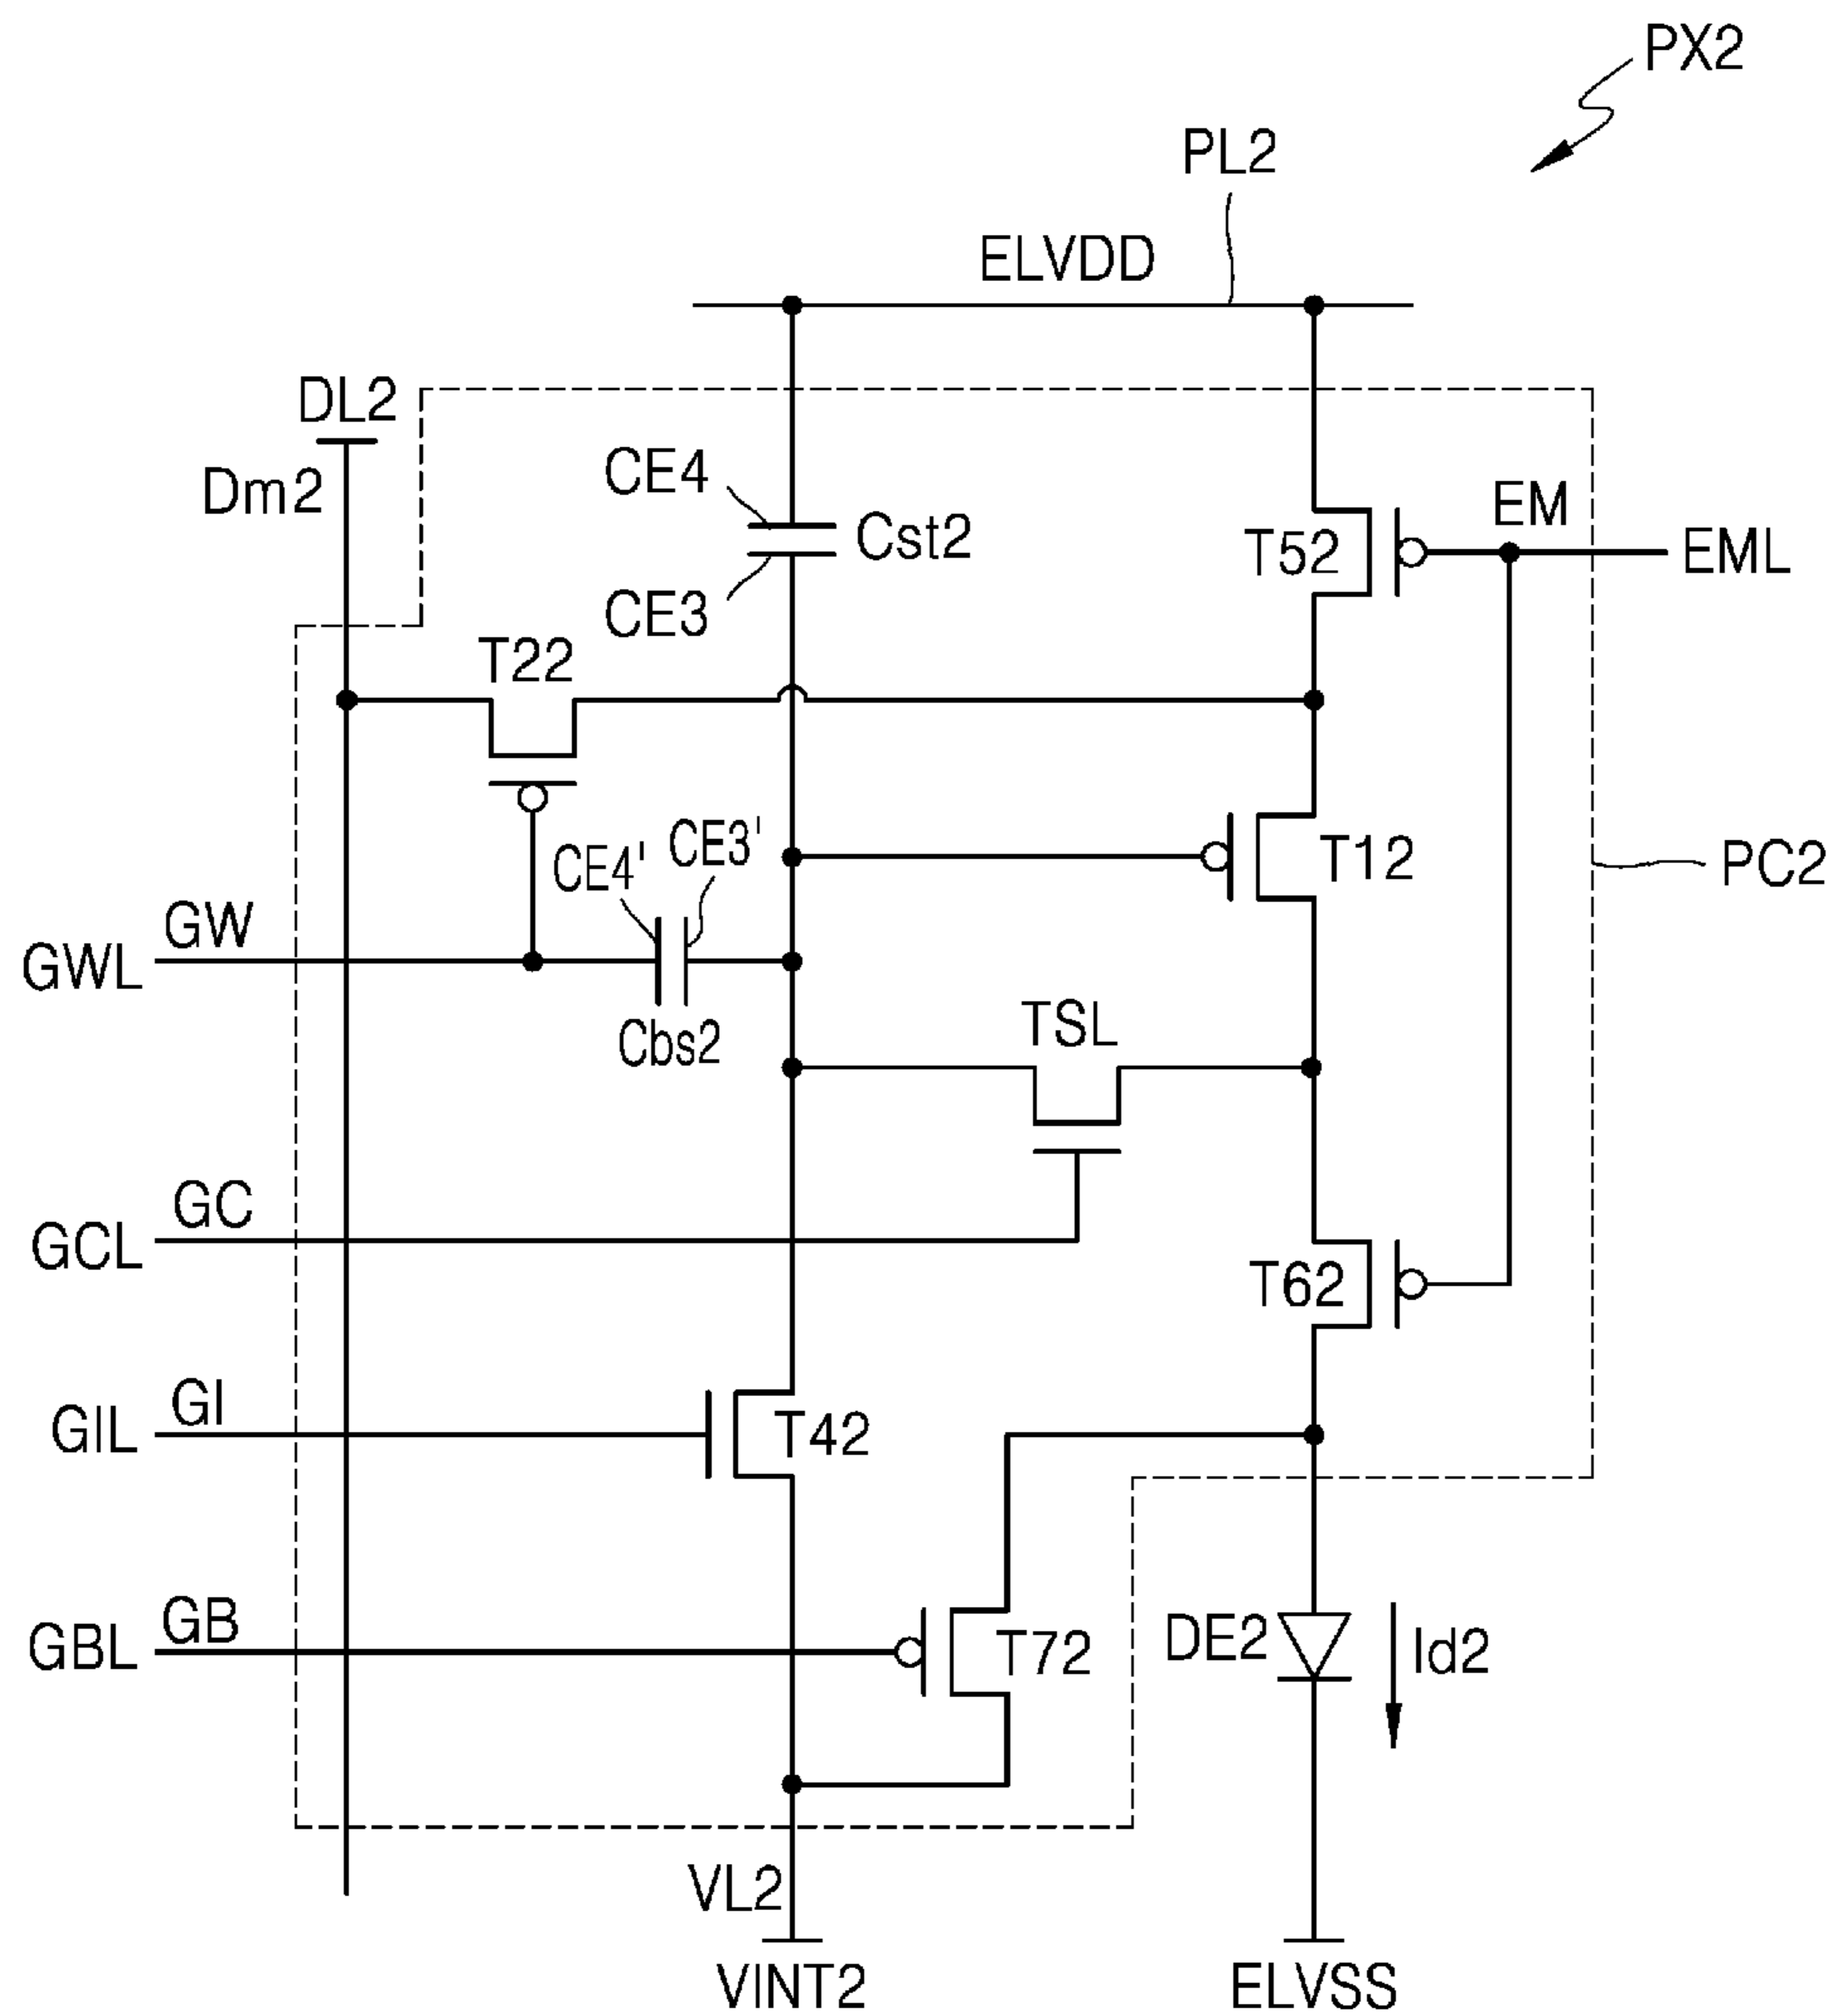 PX2
PL2
ELVDD
DL2
Dm2
CE4
Cst2
CE3
EM
T52
EML
T22
CE3'
CE4'
T12
PC2
GW
GWL
Cbs2
TSL
GC
GCL
T62
GI
GIL
T42
GB
GBL
T72
DE2
Id2
VL2
VINT2
ELVSS